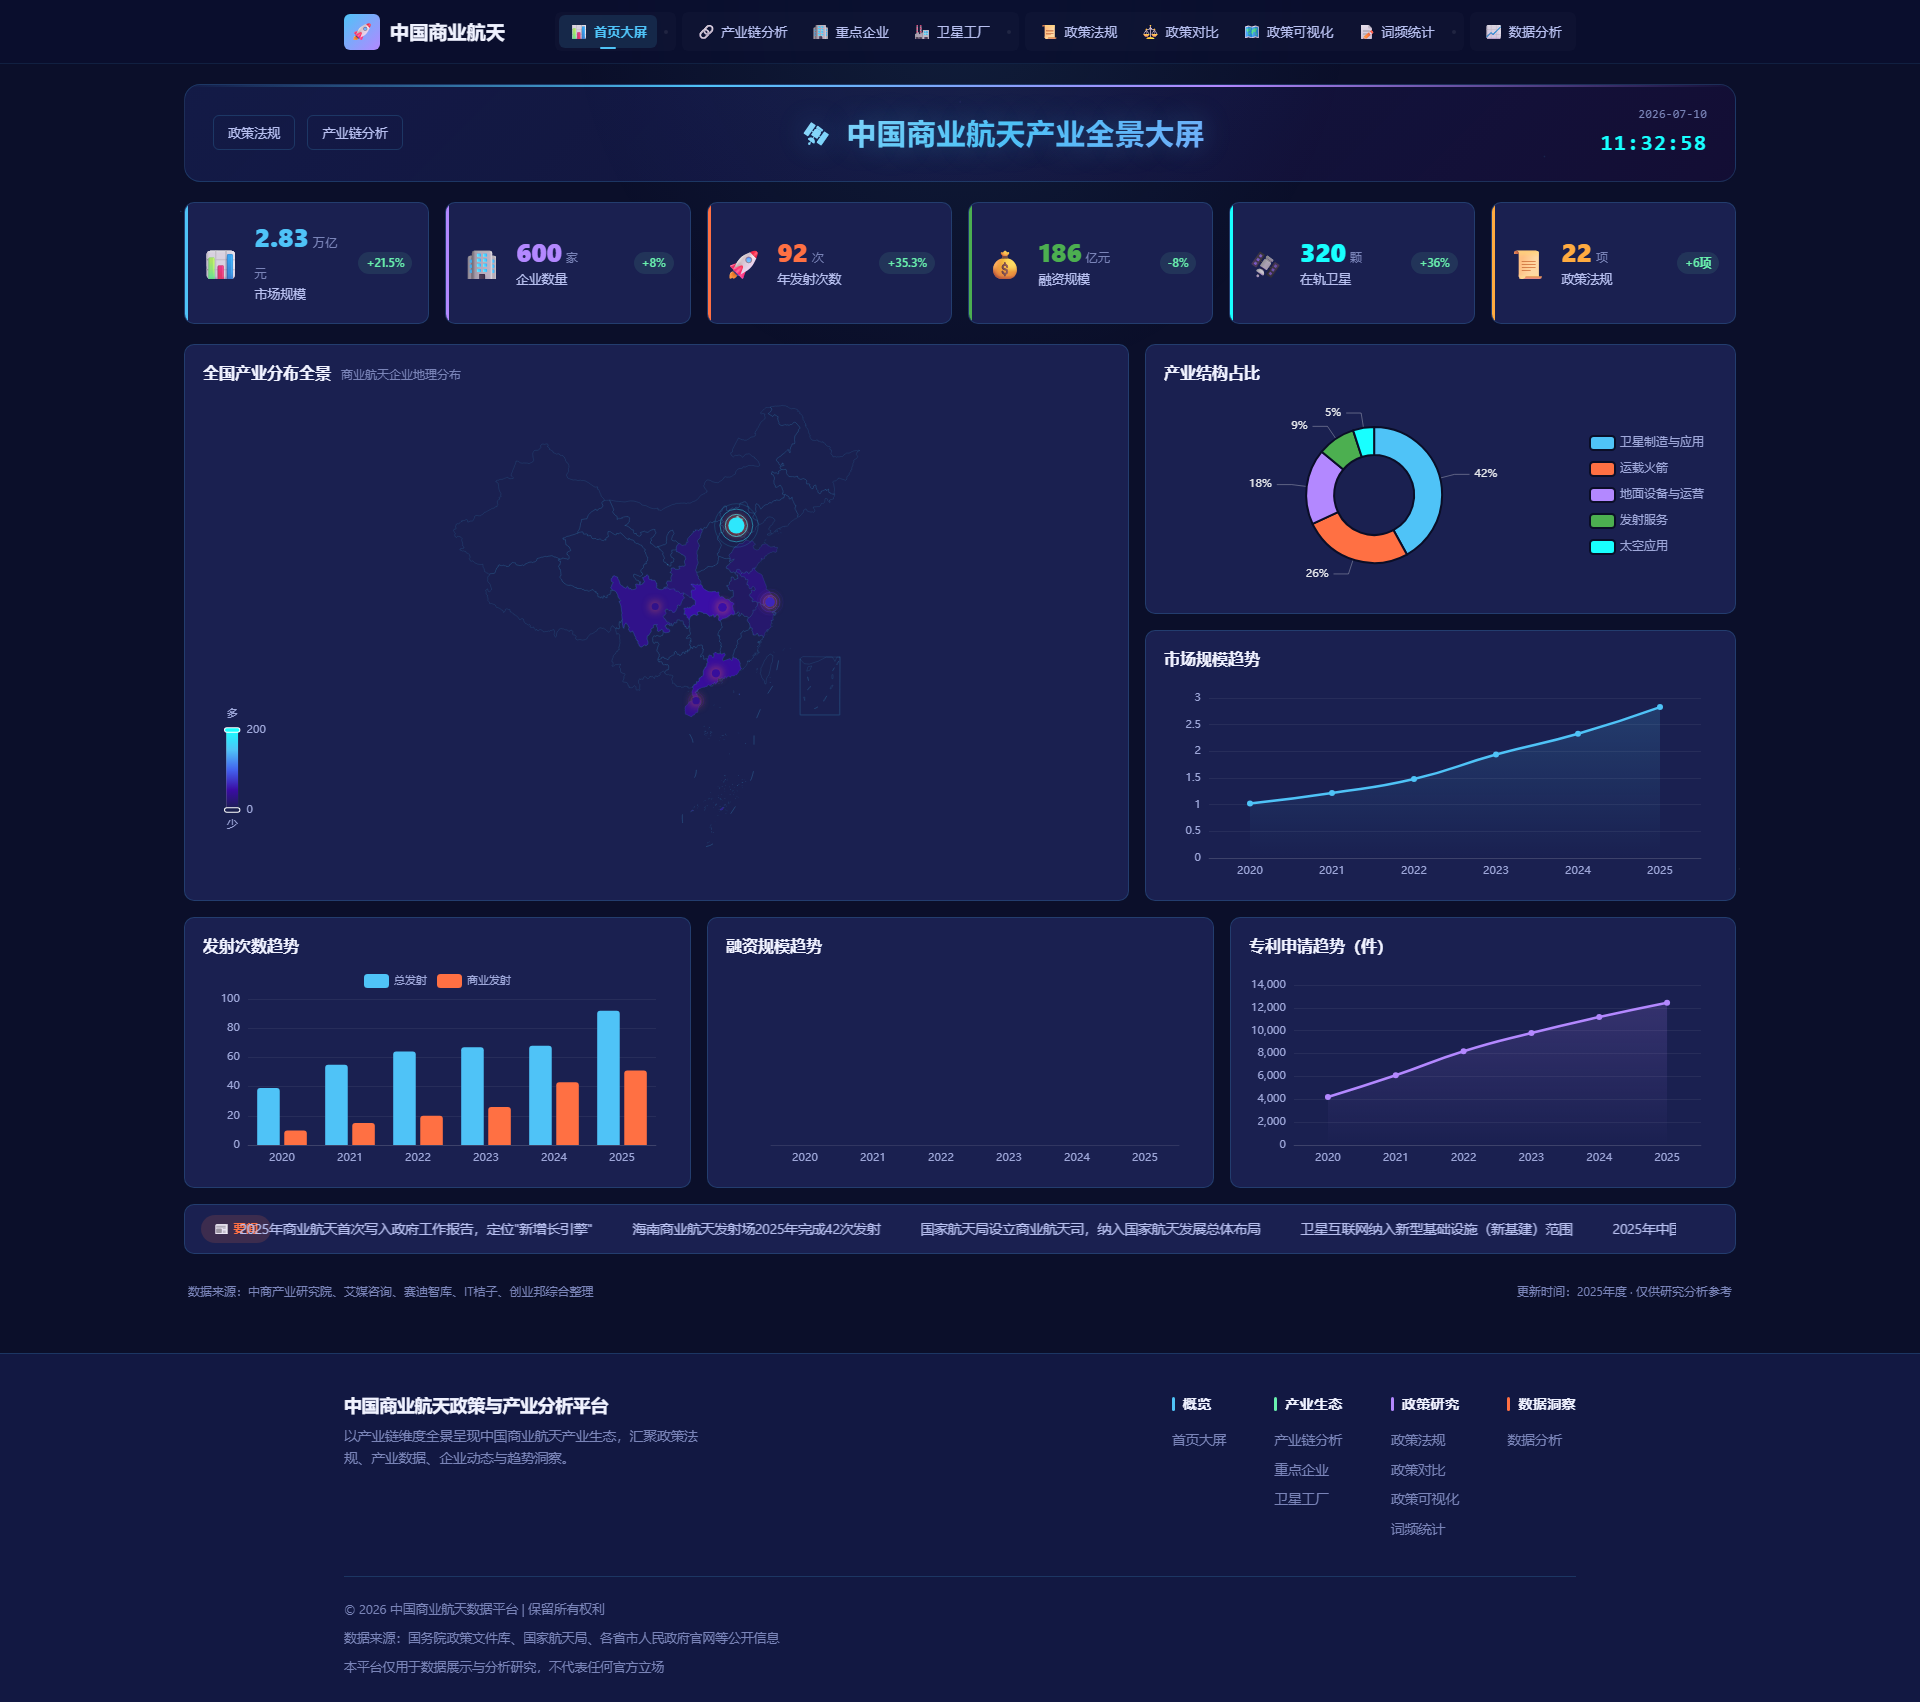 中国商业航天
首页大屏
产业链分析
重点企业
卫星工厂
政策法规
政策对比
政策可视化
词频统计
数据分析
政策法规
产业链分析
中国商业航天产业全景大屏
2026-07-10
11:32:58
2.83 万亿元
市场规模
+21.5%
600 家
企业数量
+8%
92 次
年发射次数
+35.3%
186 亿元
融资规模
-8%
320 颗
在轨卫星
+36%
22 项
政策法规
+6项
全国产业分布全景 商业航天企业地理分布
多
200
0
少
产业结构占比
5%
9%
18%
26%
42%
卫星制造与应用
运载火箭
地面设备与运营
发射服务
太空应用
市场规模趋势
3
2.5
2
1.5
1
0.5
0
2020 2021 2022 2023 2024 2025
发射次数趋势
总发射 商业发射
100
80
60
40
20
0
2020 2021 2022 2023 2024 2025
融资规模趋势
2020 2021 2022 2023 2024 2025
专利申请趋势（件）
14,000
12,000
10,000
8,000
6,000
4,000
2,000
0
2020 2021 2022 2023 2024 2025
2025年商业航天首次写入政府工作报告，定位"新增长引擎"
海南商业航天发射场2025年完成42次发射
国家航天局设立商业航天司，纳入国家航天发展总体布局
卫星互联网纳入新型基础设施（新基建）范围
2025年中
数据来源：中商产业研究院、艾媒咨询、赛迪智库、IT桔子、创业邦综合整理
更新时间：2025年度 · 仅供研究分析参考
中国商业航天政策与产业分析平台
以产业链维度全景呈现中国商业航天产业生态，汇聚政策法
规、产业数据、企业动态与趋势洞察。
概览
首页大屏
产业生态
产业链分析
重点企业
卫星工厂
政策研究
政策法规
政策对比
政策可视化
词频统计
数据洞察
数据分析
© 2026 中国商业航天数据平台 | 保留所有权利
数据来源：国务院政策文件库、国家航天局、各省市人民政府官网等公开信息
本平台仅用于数据展示与分析研究，不代表任何官方立场